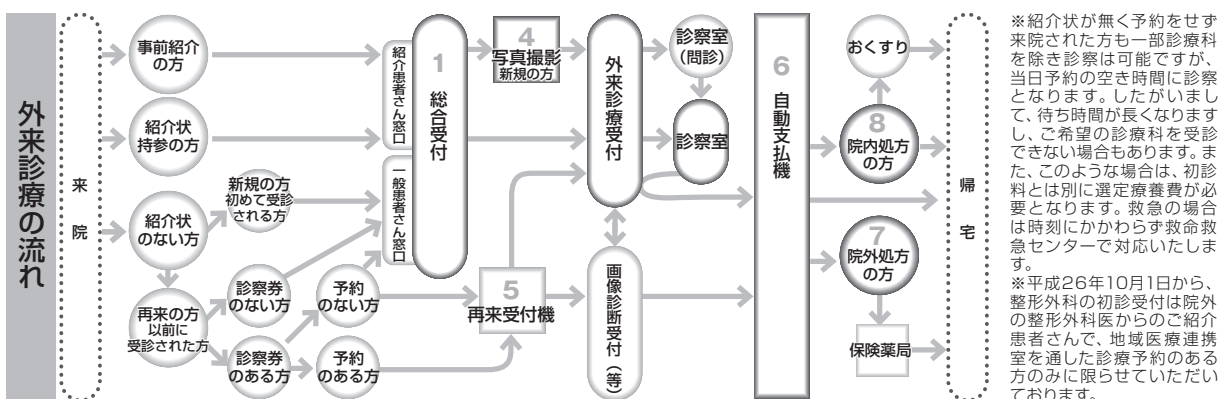 外来診療の流れ
来院
事前紹介
の方
紹介状
持参の方
紹介状
のない方
新規の方
初めて受診
される方
再来の方
以前に
受診された方
診察券
のない方
診察券
のある方
予約
のない方
予約
のある方
紹介患者さん窓口
一般患者さん窓口
1
総合受付
4
写真撮影
新規の方
5
再来受付機
外来診療受付
画像診断受付(等)
診察室
(問診)
診察室
6
自動支払機
おくすり
8
院内処方
の方
7
院外処方
の方
保険薬局
帰宅
※紹介状が無く予約をせず
来院された方も一部診療科
を除き診察は可能ですが、
当日予約の空き時間に診察
となります。したがいまし
て、待ち時間が長くなります
し、ご希望の診療科を受診
できない場合もあります。ま
た、このような場合は、初診
料とは別に選定療養費が必
要となります。救急の場合
は時刻にかかわらず救命救
急センターで対応いたしま
す。
※平成26年10月1日から、
整形外科の初診受付は院外
の整形外科医からのご紹介
患者さんで、地域医療連携
室を通した診療予約のある
方のみに限らせていただい
ております。